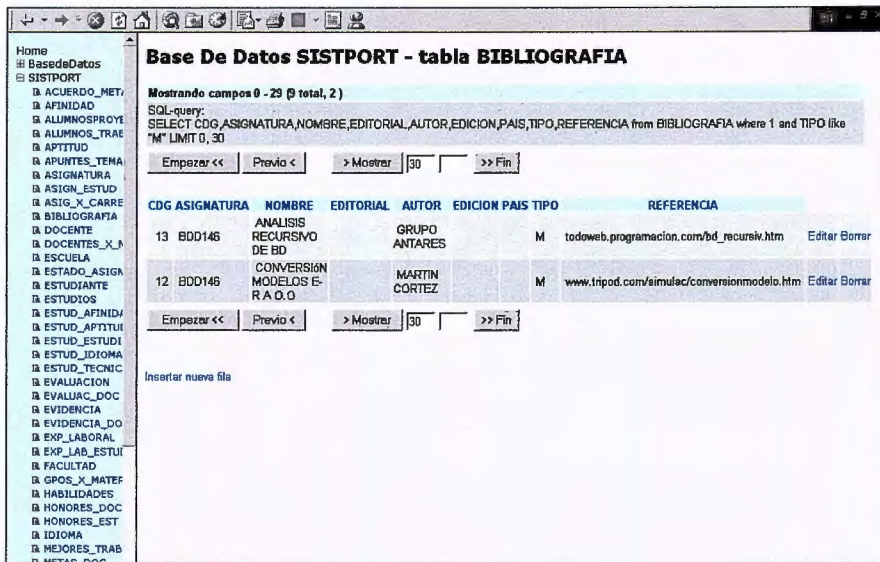 Home
BasedeDatos
SISTPORT
ACUERDO_META
AFINIDAD
ALUMNOSPROYE
ALUMNOS_TRAE
APTITUD
APUNTES_TEMA
ASIGNATURA
ASIGN_ESTUD
ASIG_X_CARRE
BIBLIOGRAFIA
DOCENTE
DOCENTES_X_M
ESCUELA
ESTADO_ASIGN
ESTUDIANTE
ESTUDIOS
ESTUD_AFINIDA
ESTUD_APTITUI
ESTUD_ESTUDI
ESTUD_IDIOMA
ESTUD_TECNIC
EVALUACION
EVALUAC_DOC
EVIDENCIA
EVIDENCIA_DO
EXP_LABORAL
EXP_LAB_ESTUI
FACULTAD
GPOS_X_MATER
HABILIDADES
HONORES_DOC
HONORES_EST
IDIOMA
MEJORES_TRAB
METAS_DOC
Base De Datos SISTPORT - tabla BIBLIOGRAFIA
Mostrando campos 0 - 29 (9 total, 2 )
SQL-query:
SELECT CDG,ASIGNATURA,NOMBRE,EDITORIAL,AUTOR,EDICION,PAIS,TIPO,REFERENCIA from BIBLIOGRAFIA where 1 and TIPO like
"M" LIMIT 0, 30
Empezar << Previo < > Mostrar 30 >> Fin
CDG ASIGNATURA NOMBRE EDITORIAL AUTOR EDICION PAIS TIPO REFERENCIA
13 BDD146 ANALISIS RECURSIVO DE BD GRUPO ANTARES M todoweb.programacion.com/bd_recursiv.htm Editar Borrar
12 BDD146 CONVERSIóN MODELOS E-R A O.O MARTIN CORTEZ M www.tripod.com/simulac/conversionmodelo.htm Editar Borrar
Empezar << Previo < > Mostrar 30 >> Fin
Insertar nueva fila